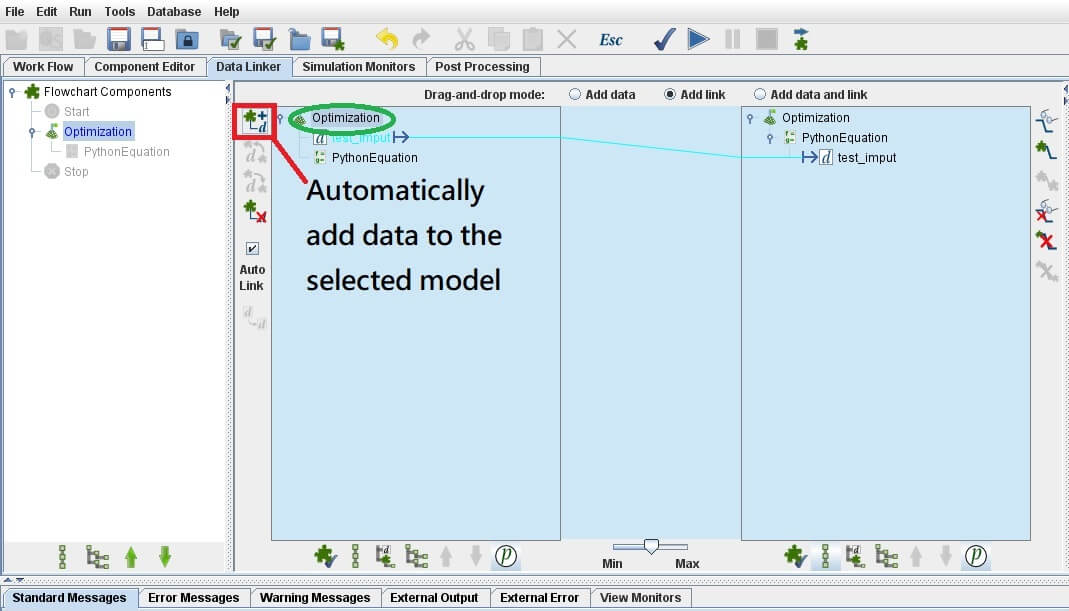 File Edit Run Tools Database Help
Esc
Work Flow Component Editor Data Linker Simulation Monitors Post Processing
Flowchart Components
Start
Optimization
PythonEquation
Stop
Drag-and-drop mode: Add data Add link Add data and link
Auto
Link
Optimization
test_imput
PythonEquation
Automatically
add data to the
selected model
Optimization
PythonEquation
test_imput
Min Max
Standard Messages Error Messages Warning Messages External Output External Error View Monitors